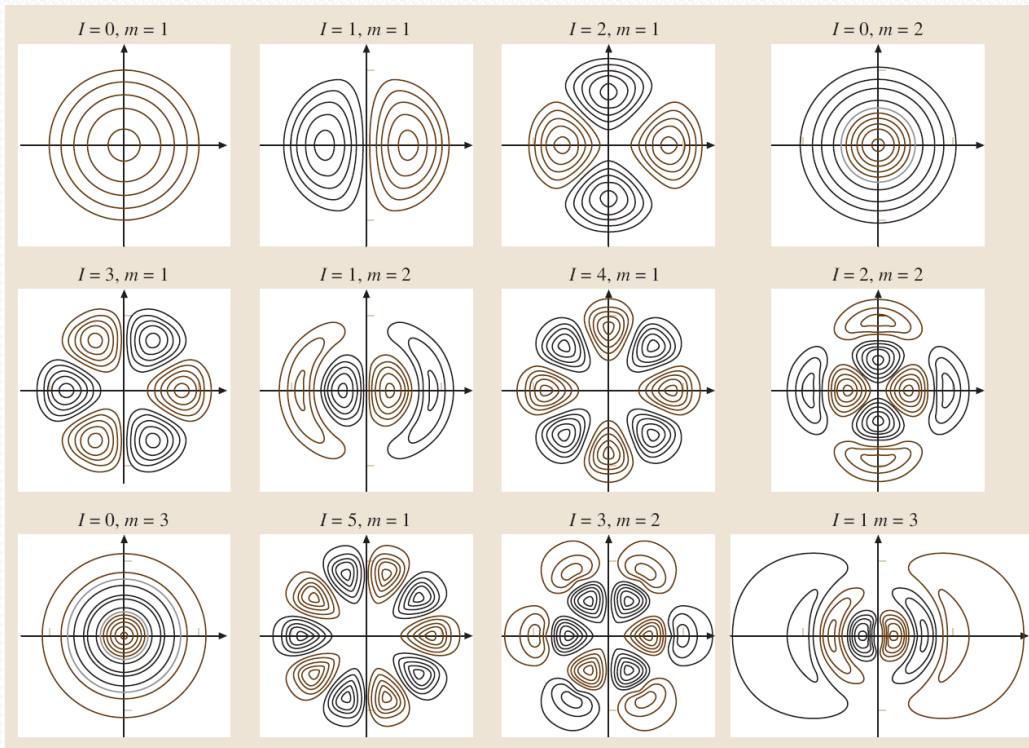 l = 0, m = 1
l = 1, m = 1
l = 2, m = 1
l = 0, m = 2
l = 3, m = 1
l = 1, m = 2
l = 4, m = 1
l = 2, m = 2
l = 0, m = 3
l = 5, m = 1
l = 3, m = 2
l = 1 m = 3